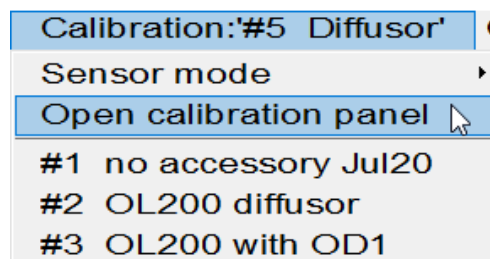 Calibration:'#5  Diffusor'
Sensor mode
Open calibration panel
#1  no accessory Jul20
#2  OL200 diffusor
#3  OL200 with OD1